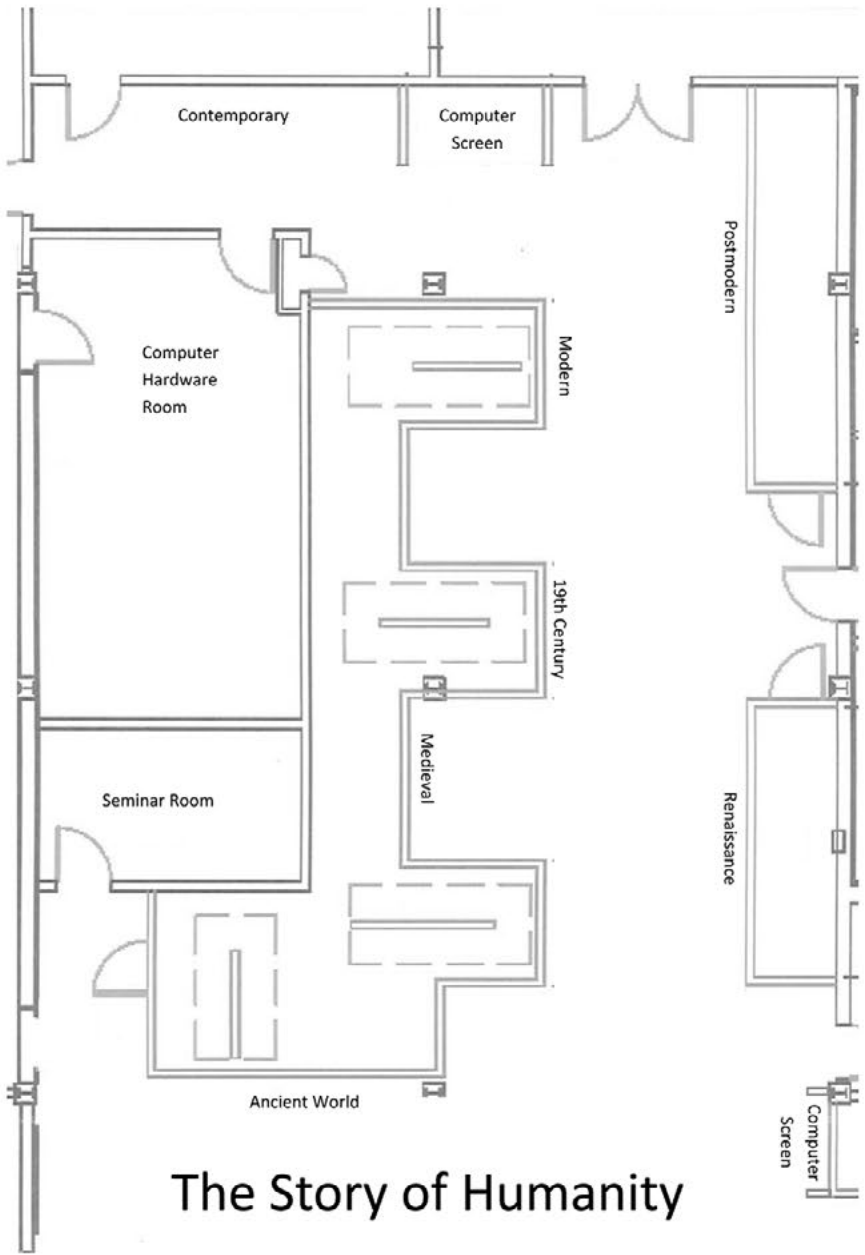 Contemporary
Computer
Screen
Postmodern
Modern
Computer
Hardware
Room
19th Century
Medieval
Seminar Room
Renaissance
Ancient World
Computer
Screen
The Story of Humanity